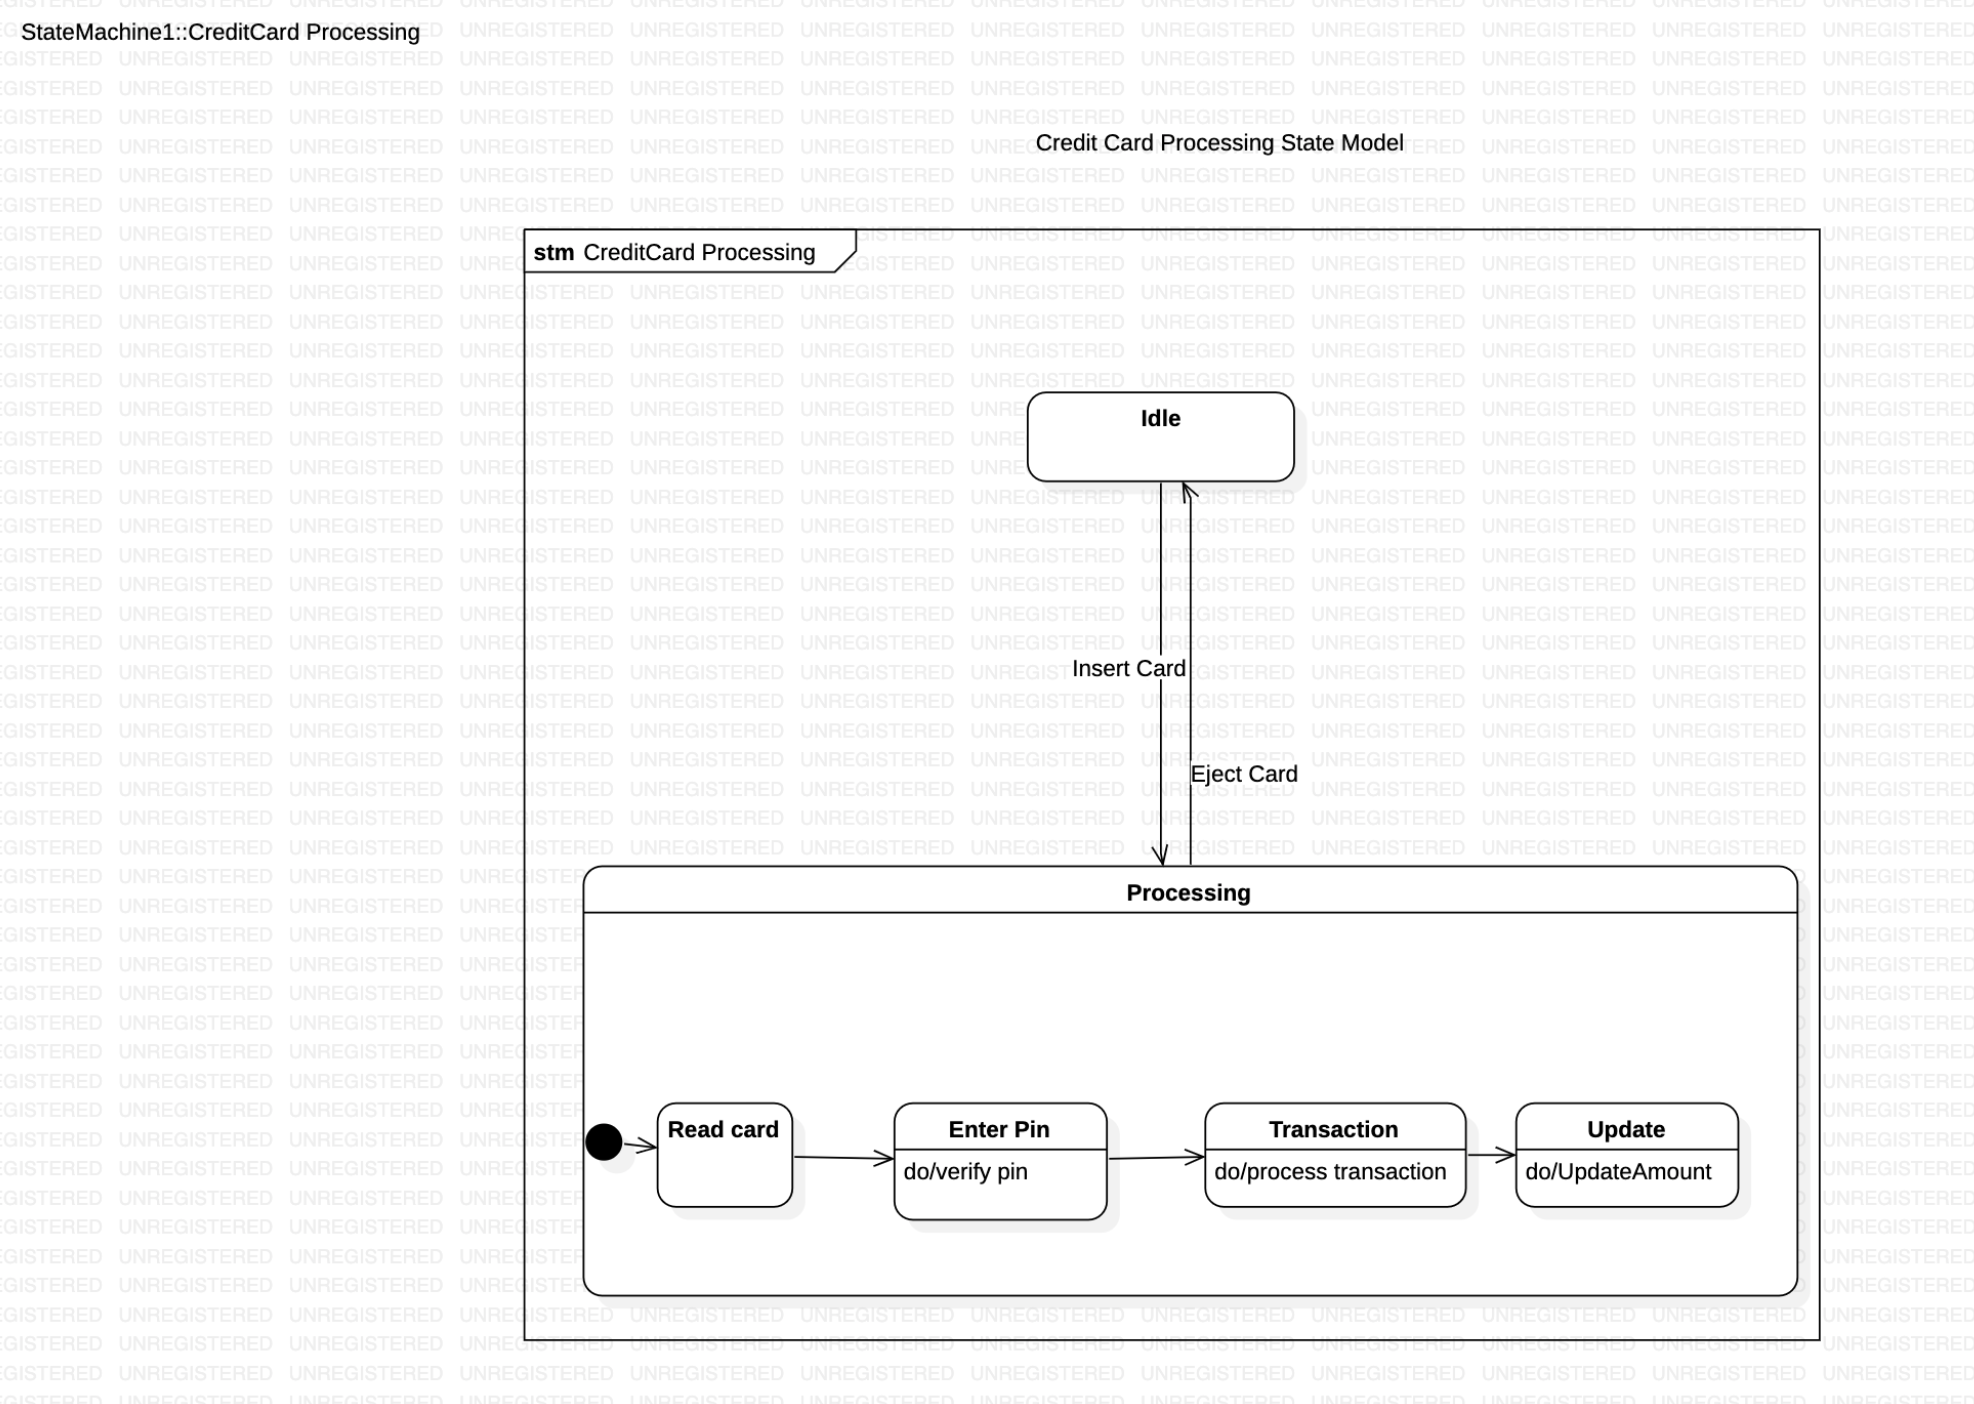 StateMachine1::CreditCard Processing
Credit Card Processing State Model
stm CreditCard Processing
Idle
Insert Card
Eject Card
Processing
Read card
Enter Pin
do/verify pin
Transaction
do/process transaction
Update
do/UpdateAmount
UNREGISTERED